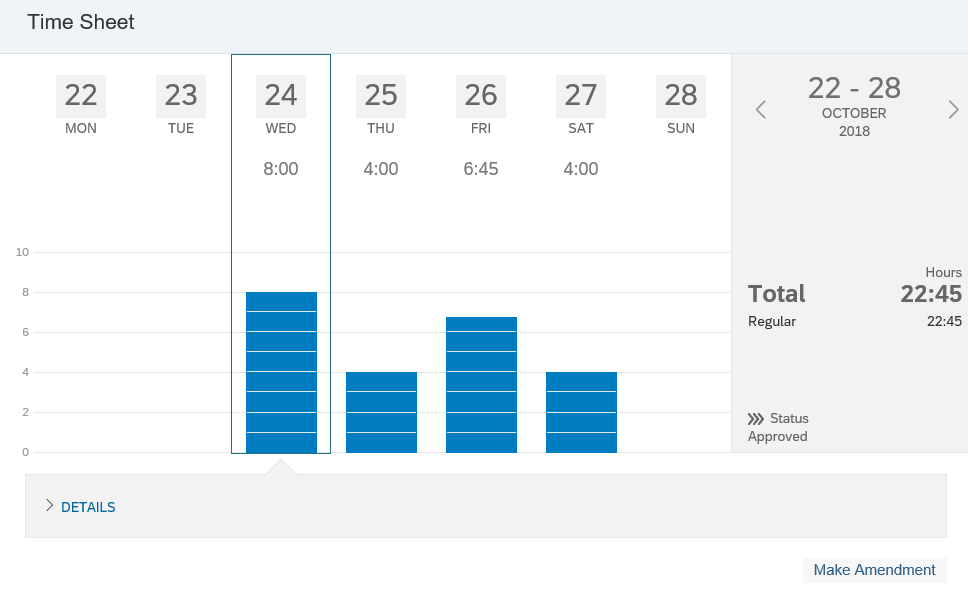 Time Sheet
22 23 24 25 26 27 28
MON TUE WED THU FRI SAT SUN
8:00 4:00 6:45 4:00
22 - 28
OCTOBER
2018
10
8
6
4
2
0
Hours
Total 22:45
Regular 22:45
Status
Approved
DETAILS
Make Amendment